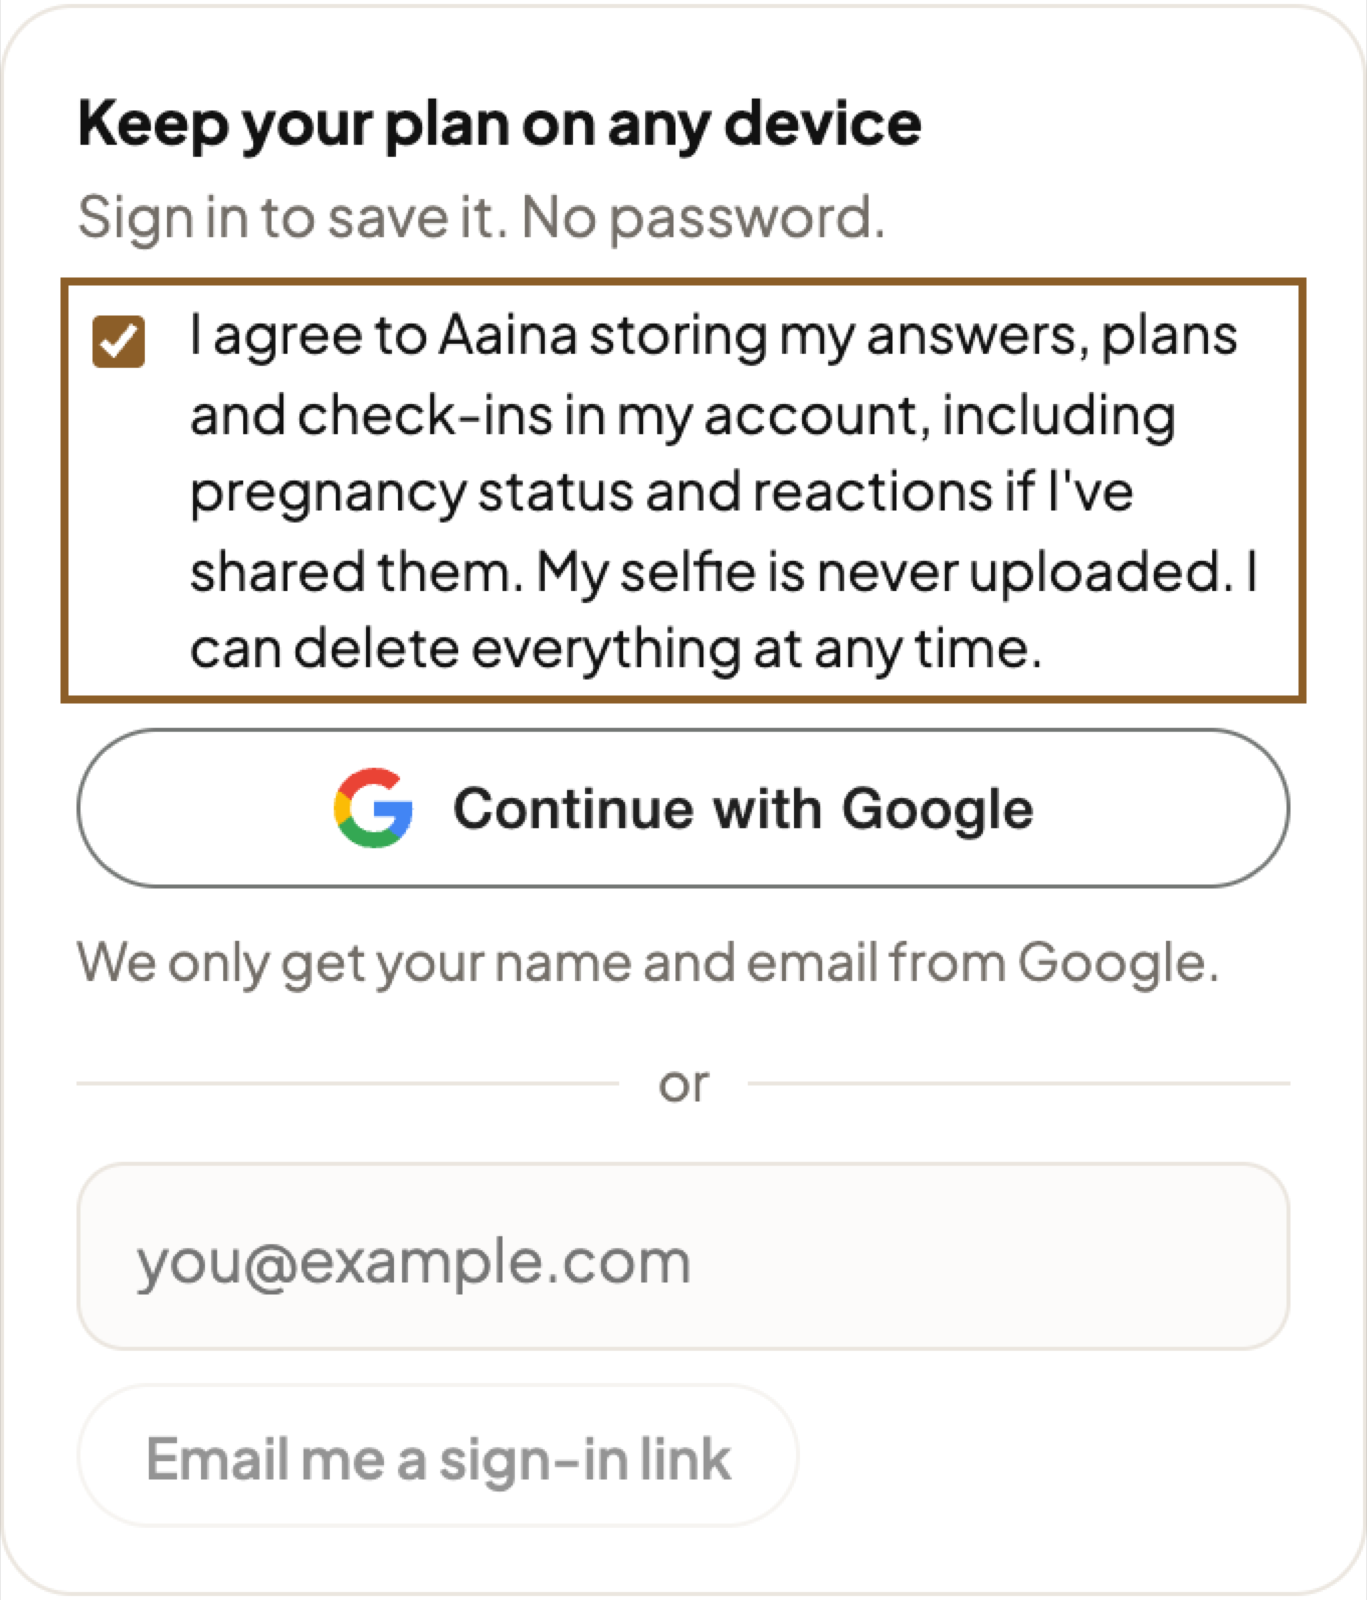 Keep your plan on any device
Sign in to save it. No password.
I agree to Aaina storing my answers, plans
and check-ins in my account, including
pregnancy status and reactions if I've
shared them. My selfie is never uploaded. I
can delete everything at any time.
Continue with Google
We only get your name and email from Google.
or
you@example.com
Email me a sign-in link